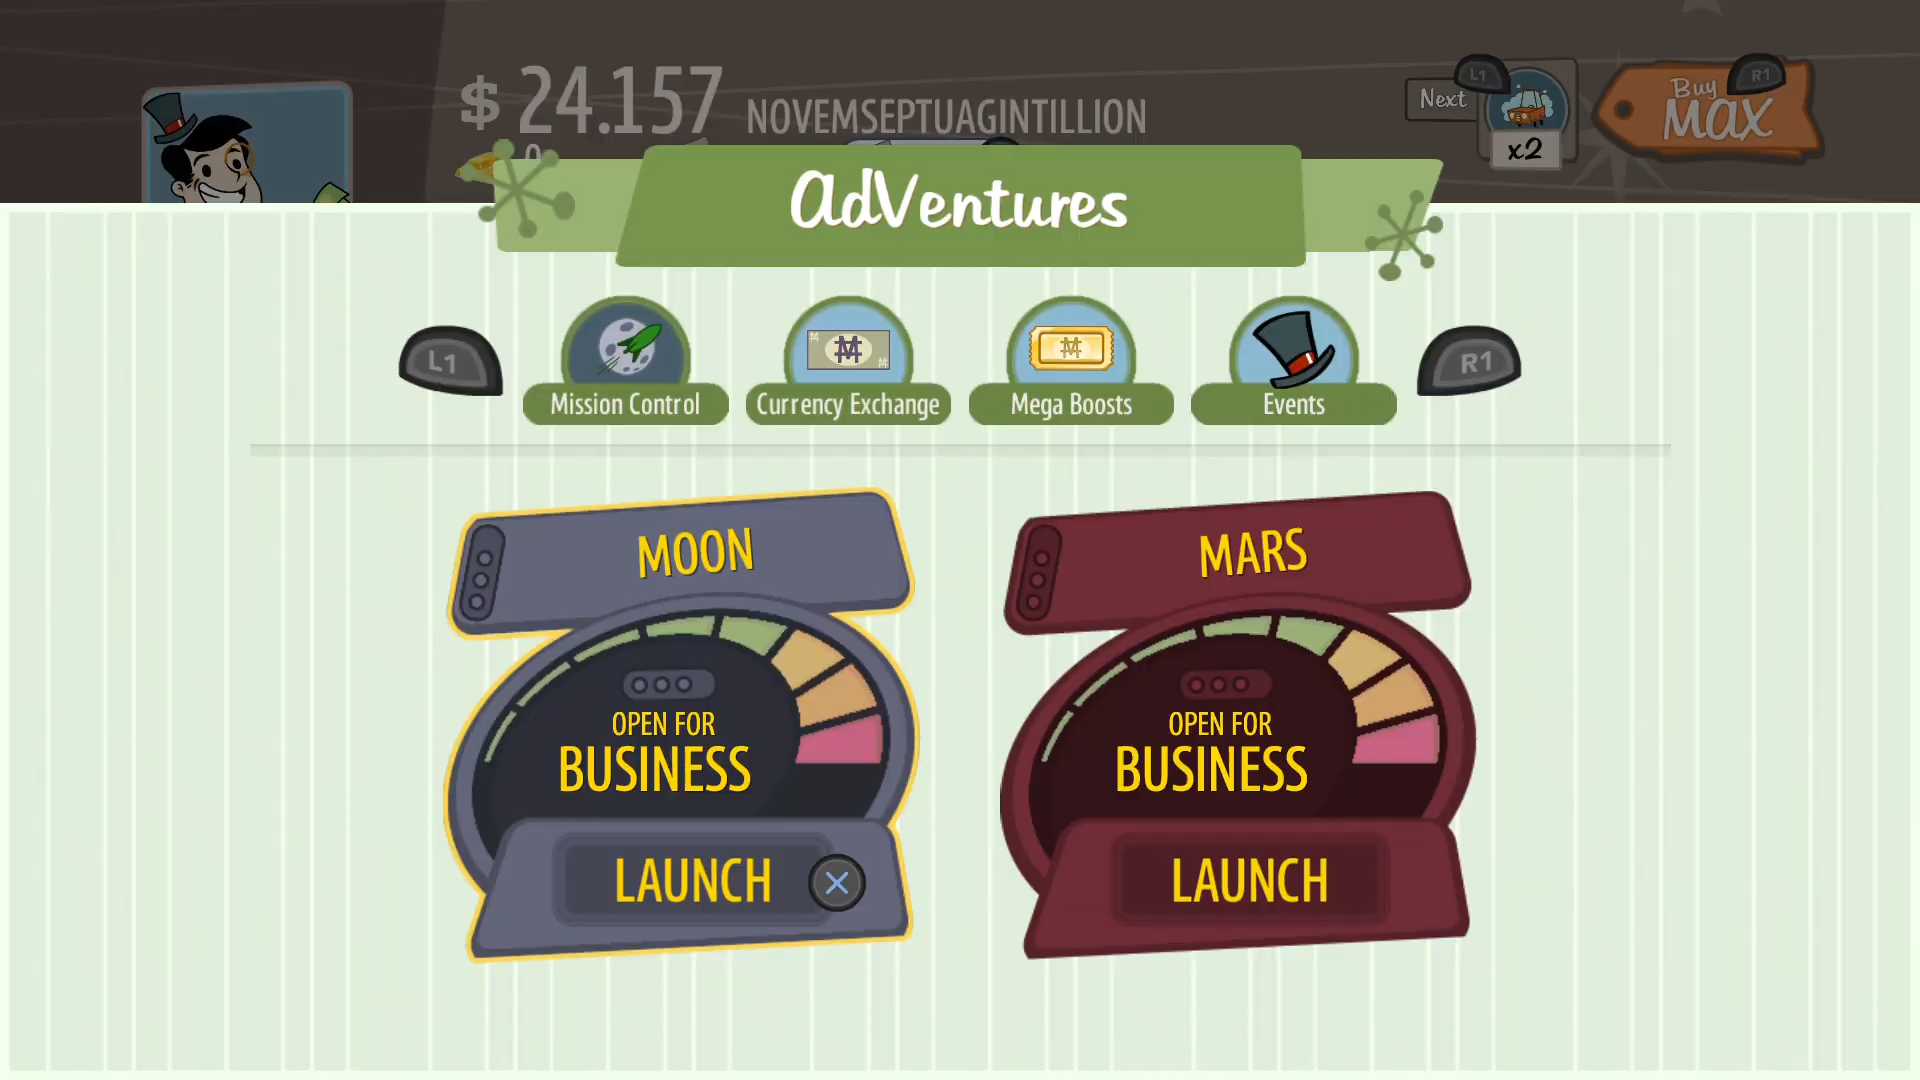 $ 24.157 NOVEMSEPTUAGINTILLION
0
Next
L1
x2
Buy
MAX
R1
AdVentures
L1
Mission Control
Currency Exchange
Mega Boosts
Events
R1
MOON
OPEN FOR
BUSINESS
LAUNCH
MARS
OPEN FOR
BUSINESS
LAUNCH